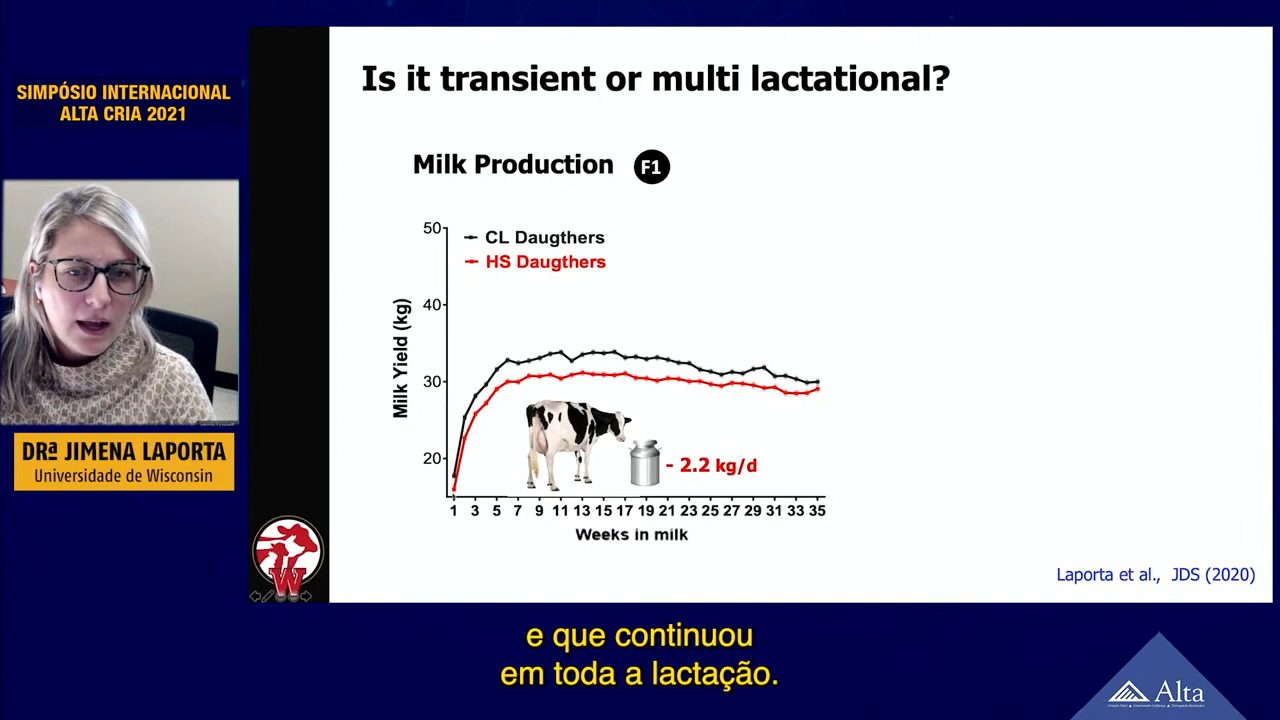 SIMPÓSIO INTERNACIONAL
ALTA CRIA 2021
DRª JIMENA LAPORTA
Universidade de Wisconsin
Is it transient or multi lactational?
Milk Production F1
CL Daugthers
HS Daugthers
Milk Yield (kg)
50
40
30
20
- 2.2 kg/d
1 3 5 7 9 11 13 15 17 19 21 23 25 27 29 31 33 35
Weeks in milk
W
Laporta et al., JDS (2020)
e que continuou
em toda a lactação.
Alta